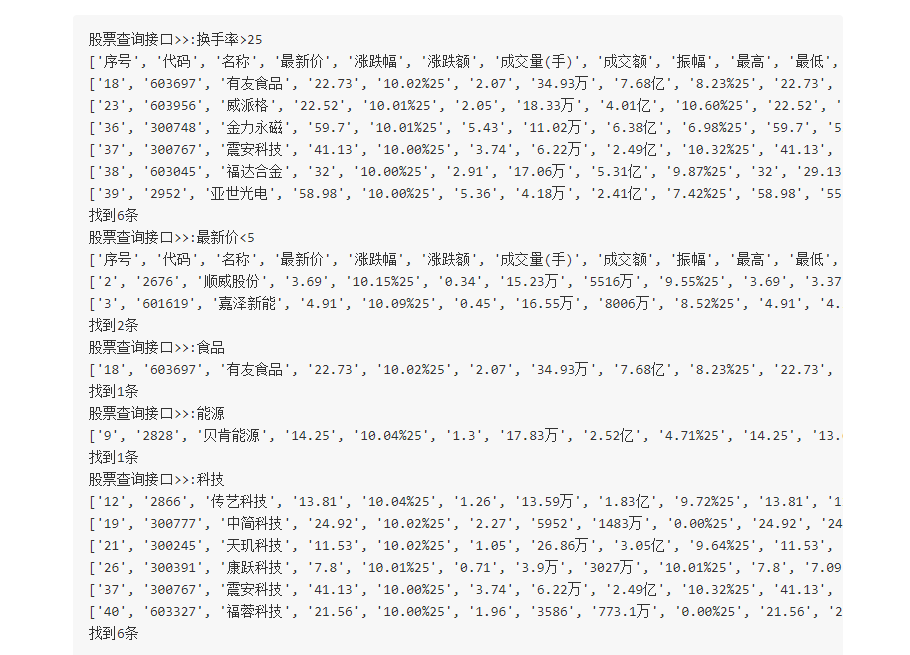 股票查询接口>>:换手率>25
['序号', '代码', '名称', '最新价', '涨跌幅', '涨跌额', '成交量(手)', '成交额', '振幅', '最高', '最低',
['18', '603697', '有友食品', '22.73', '10.02%25', '2.07', '34.93万', '7.68亿', '8.23%25', '22.73',
['23', '603956', '威派格', '22.52', '10.01%25', '2.05', '18.33万', '4.01亿', '10.60%25', '22.52', '
['36', '300748', '金力永磁', '59.7', '10.01%25', '5.43', '11.02万', '6.38亿', '6.98%25', '59.7', '5
['37', '300767', '震安科技', '41.13', '10.00%25', '3.74', '6.22万', '2.49亿', '10.32%25', '41.13',
['38', '603045', '福达合金', '32', '10.00%25', '2.91', '17.06万', '5.31亿', '9.87%25', '32', '29.13
['39', '2952', '亚世光电', '58.98', '10.00%25', '5.36', '4.18万', '2.41亿', '7.42%25', '58.98', '55
找到6条
股票查询接口>>:最新价<5
['序号', '代码', '名称', '最新价', '涨跌幅', '涨跌额', '成交量(手)', '成交额', '振幅', '最高', '最低',
['2', '2676', '顺威股份', '3.69', '10.15%25', '0.34', '15.23万', '5516万', '9.55%25', '3.69', '3.37
['3', '601619', '嘉泽新能', '4.91', '10.09%25', '0.45', '16.55万', '8006万', '8.52%25', '4.91', '4.
找到2条
股票查询接口>>:食品
['18', '603697', '有友食品', '22.73', '10.02%25', '2.07', '34.93万', '7.68亿', '8.23%25', '22.73',
找到1条
股票查询接口>>:能源
['9', '2828', '贝肯能源', '14.25', '10.04%25', '1.3', '17.83万', '2.52亿', '4.71%25', '14.25', '13.
找到1条
股票查询接口>>:科技
['12', '2866', '传艺科技', '13.81', '10.04%25', '1.26', '13.59万', '1.83亿', '9.72%25', '13.81', '1
['19', '300777', '中简科技', '24.92', '10.02%25', '2.27', '5952', '1483万', '0.00%25', '24.92', '24
['21', '300245', '天玑科技', '11.53', '10.02%25', '1.05', '26.86万', '3.05亿', '9.64%25', '11.53',
['26', '300391', '康跃科技', '7.8', '10.01%25', '0.71', '3.9万', '3027万', '10.01%25', '7.8', '7.09
['37', '300767', '震安科技', '41.13', '10.00%25', '3.74', '6.22万', '2.49亿', '10.32%25', '41.13',
['40', '603327', '福蓉科技', '21.56', '10.00%25', '1.96', '3586', '773.1万', '0.00%25', '21.56', '2
找到6条